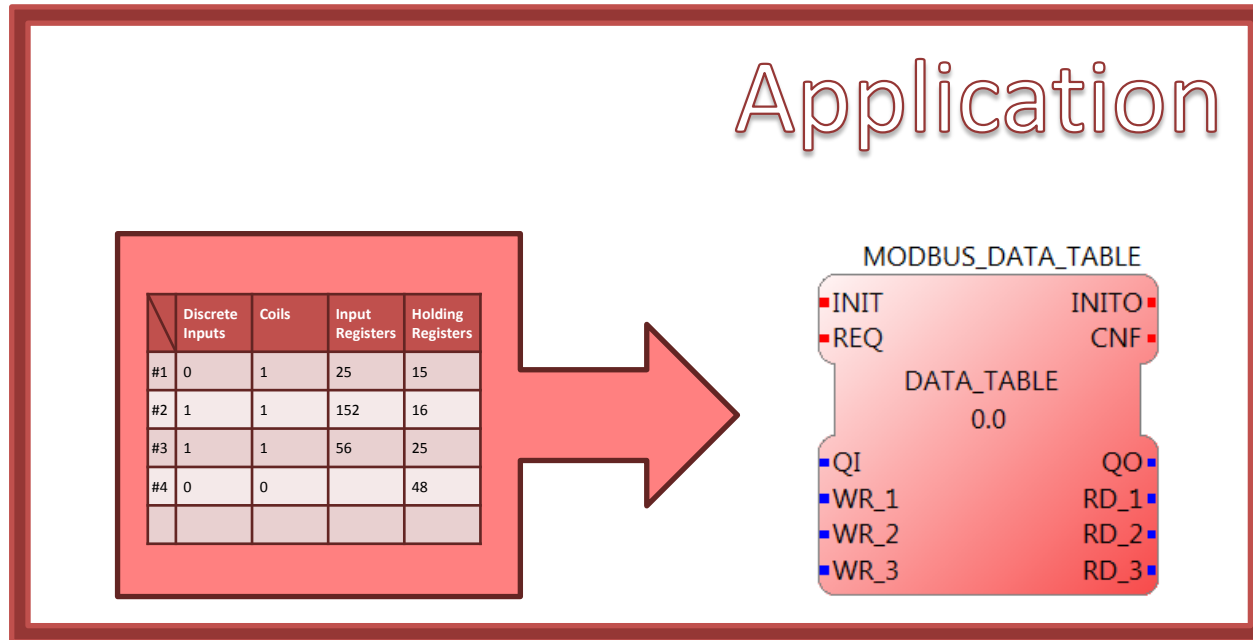 Application
Discrete Inputs Coils Input Registers Holding Registers
#1 0 1 25 15
#2 1 1 152 16
#3 1 1 56 25
#4 0 0 48
MODBUS_DATA_TABLE
INIT INITO
REQ CNF
DATA_TABLE
0.0
QI QO
WR_1 RD_1
WR_2 RD_2
WR_3 RD_3